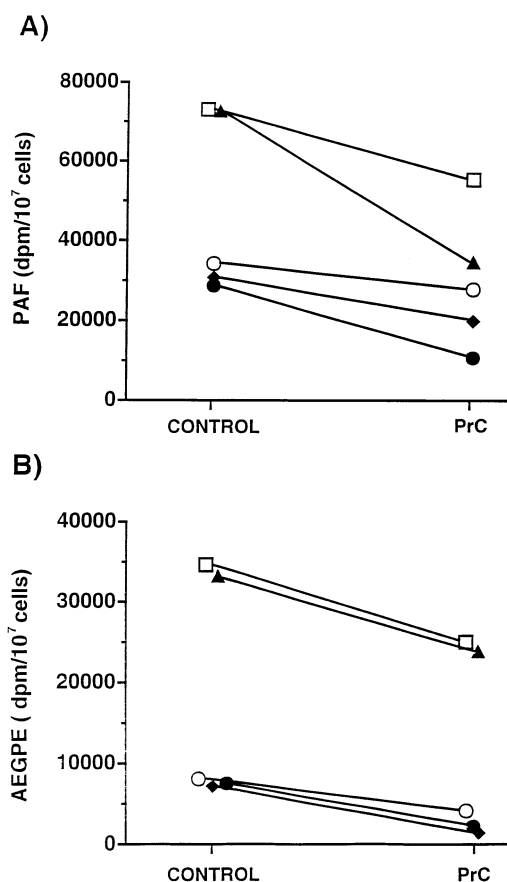 A)
80000
60000
40000
20000
0
PAF (dpm/10⁷ cells)
CONTROL PrC
B)
40000
30000
20000
10000
0
AEGPE ( dpm/10⁷ cells)
CONTROL PrC